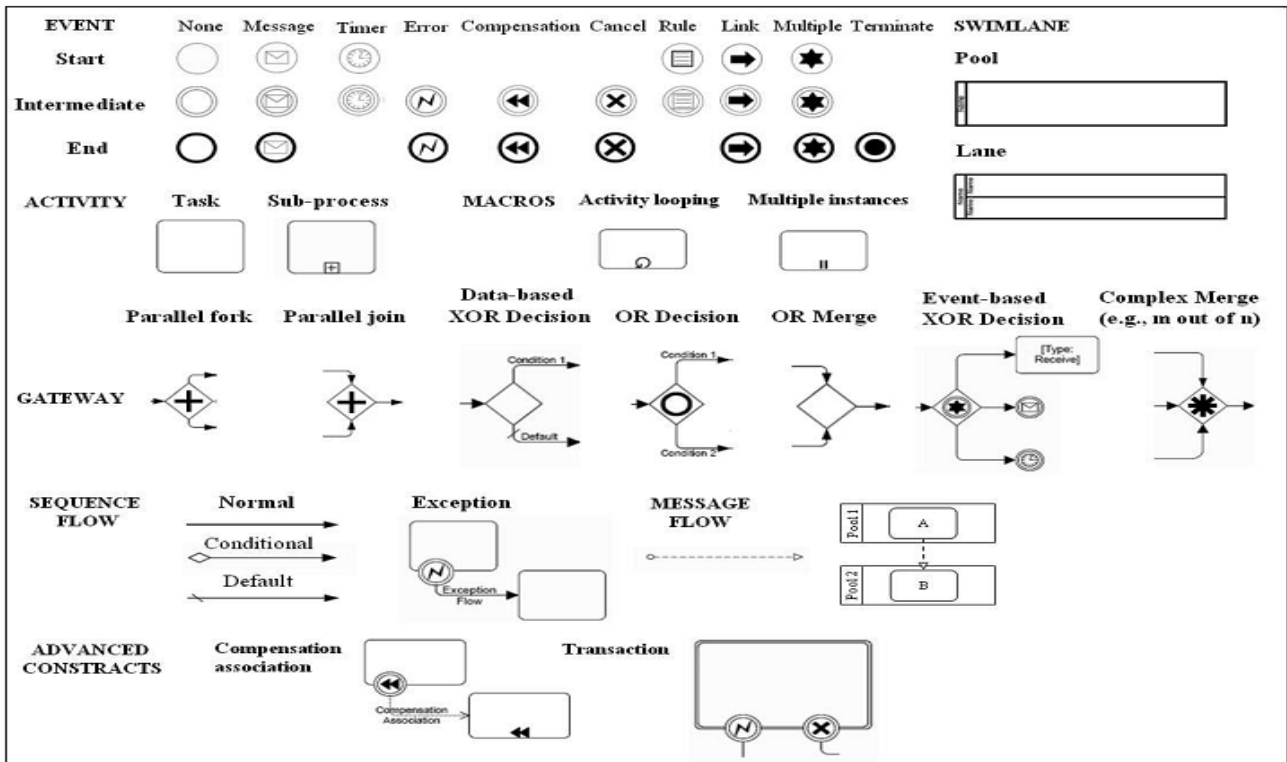 EVENT None Message Timer Error Compensation Cancel Rule Link Multiple Terminate SWIMLANE
Start
Pool
Name
Intermediate
End
Lane
Name
Name
Name
ACTIVITY Task Sub-process MACROS Activity looping Multiple instances
Parallel fork Parallel join Data-based XOR Decision OR Decision OR Merge Event-based XOR Decision Complex Merge (e.g., m out of n)
GATEWAY
Condition 1
Default
Condition 1
Condition 2
[Type:
Receive]
SEQUENCE
FLOW
Normal
Conditional
Default
Exception
Exception
Flow
MESSAGE
FLOW
Pool 1
A
Pool 2
B
ADVANCED
CONSTRACTS
Compensation
association
Compensation
Association
Transaction